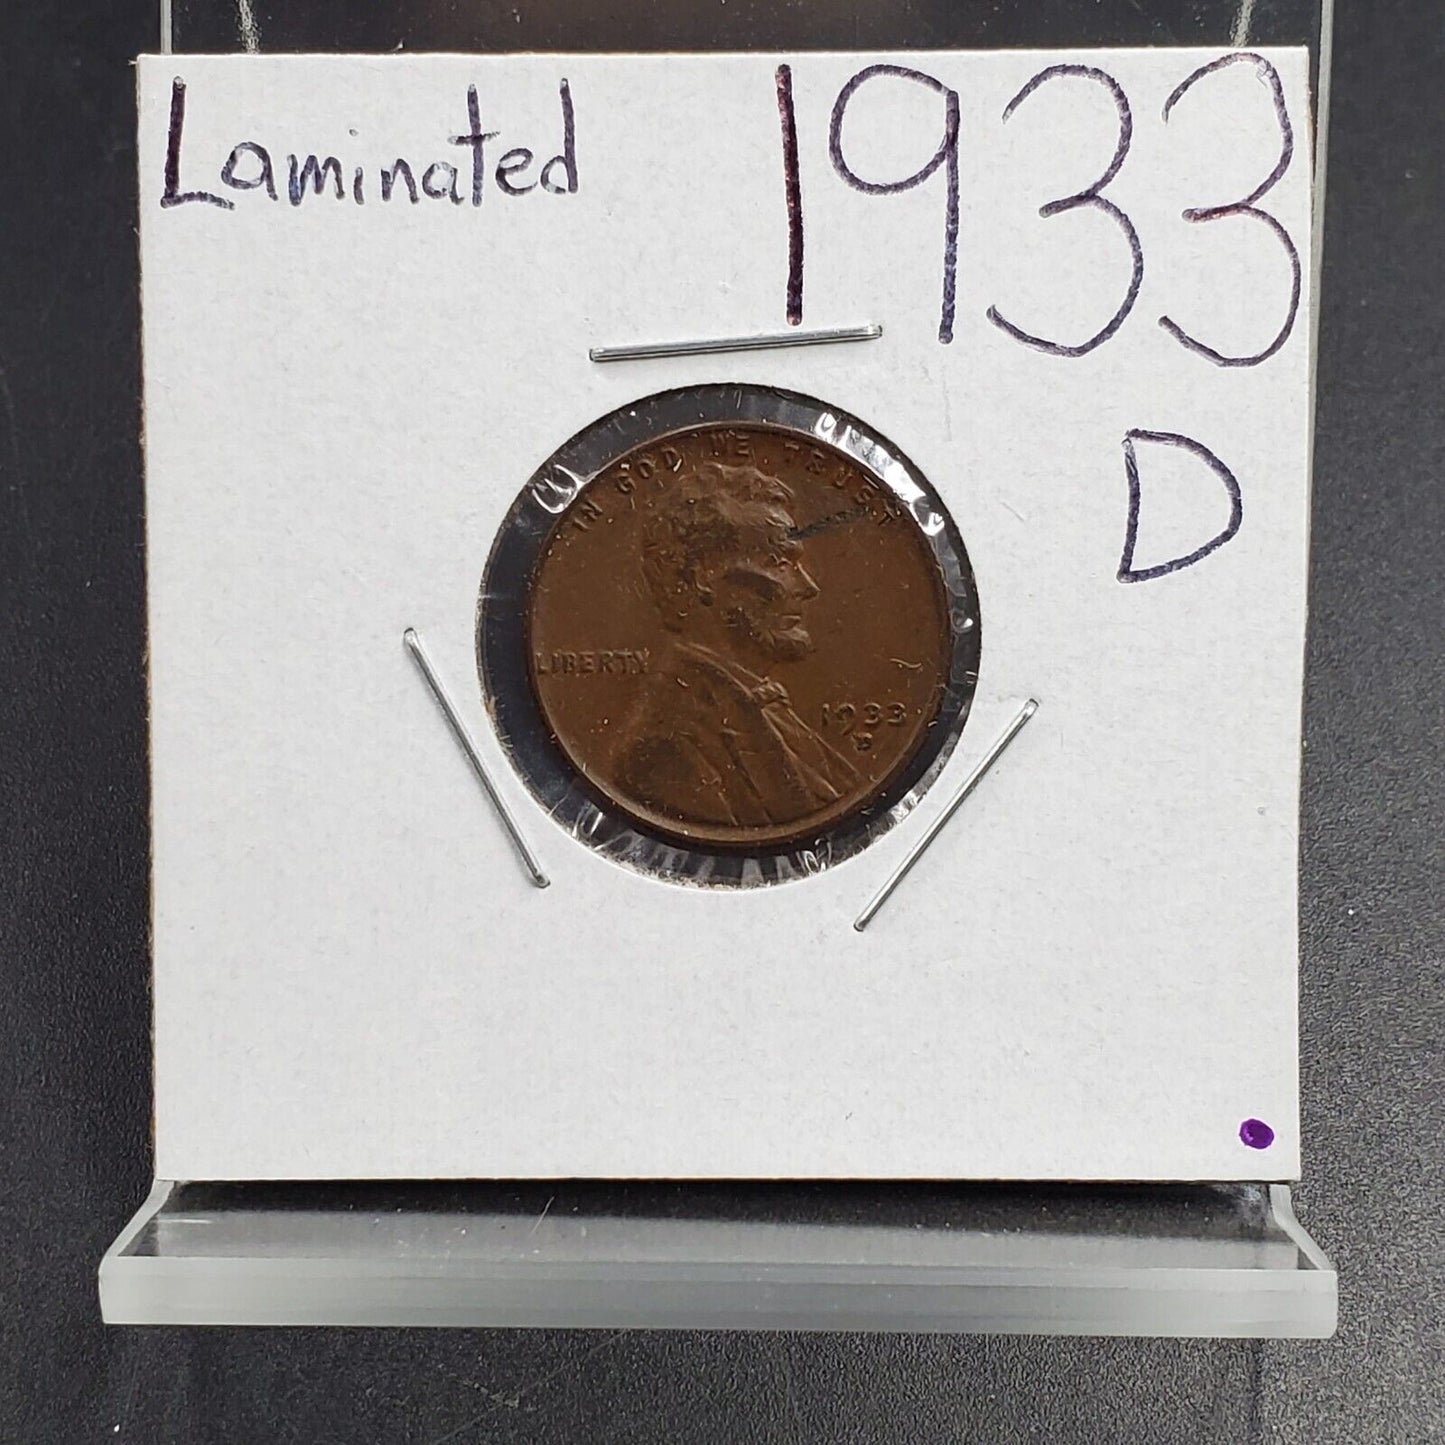 Laminated 1933
D
IN GOD WE TRUST
LIBERTY
1933
D